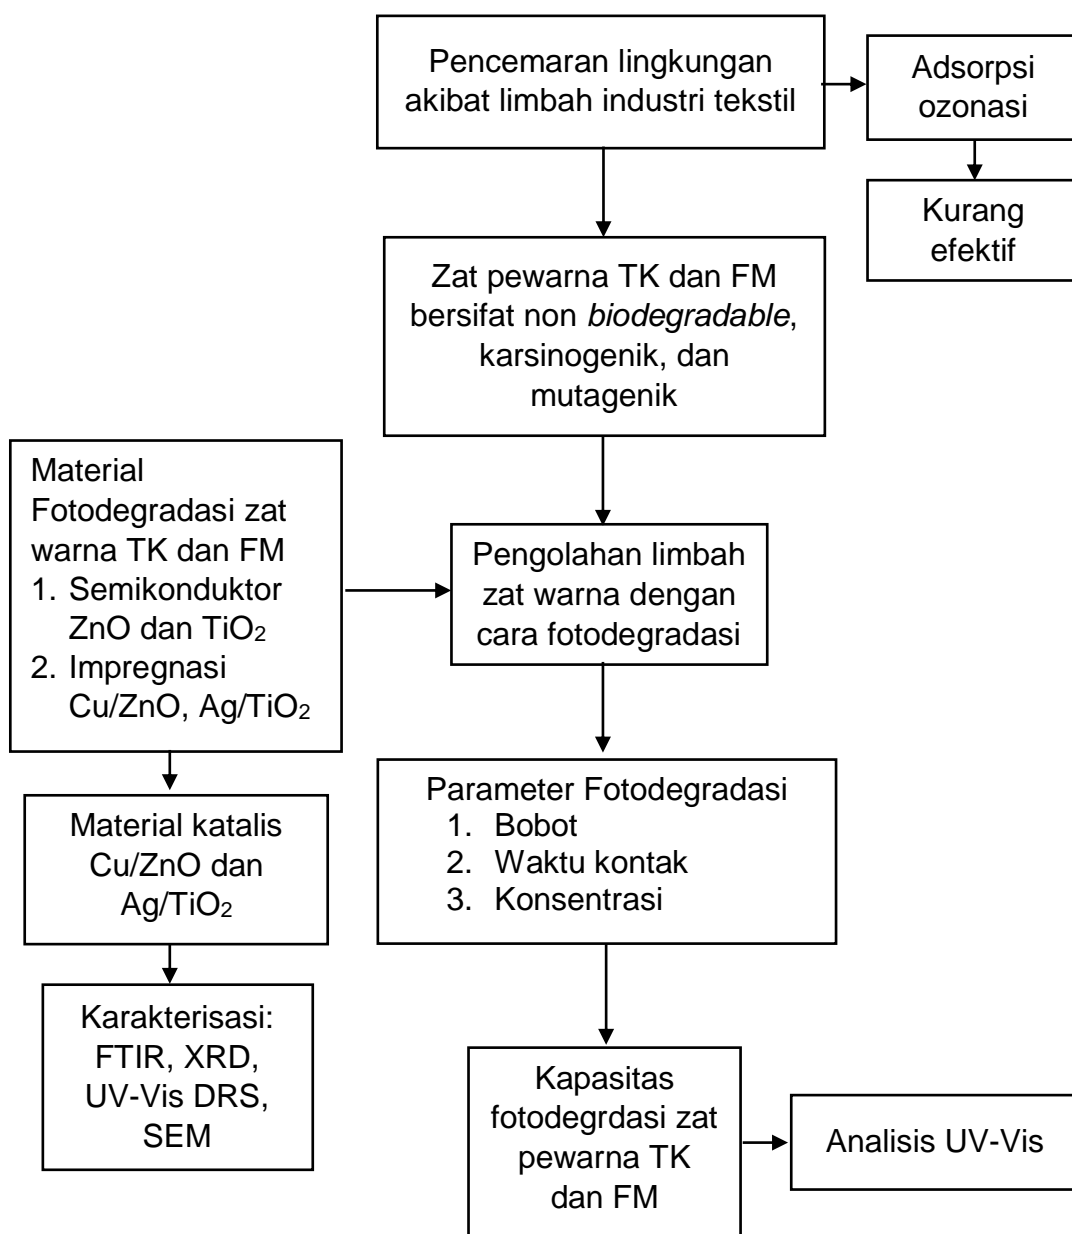 Pencemaran lingkungan
akibat limbah industri tekstil
Adsorpsi
ozonasi
Kurang
efektif
Zat pewarna TK dan FM
bersifat non biodegradable,
karsinogenik, dan
mutagenik
Material
Fotodegradasi zat
warna TK dan FM
1. Semikonduktor
ZnO dan TiO₂
2. Impregnasi
Cu/ZnO, Ag/TiO₂
Pengolahan limbah
zat warna dengan
cara fotodegradasi
Material katalis
Cu/ZnO dan
Ag/TiO₂
Parameter Fotodegradasi
1. Bobot
2. Waktu kontak
3. Konsentrasi
Karakterisasi:
FTIR, XRD,
UV-Vis DRS,
SEM
Kapasitas
fotodegrdasi zat
pewarna TK
dan FM
Analisis UV-Vis